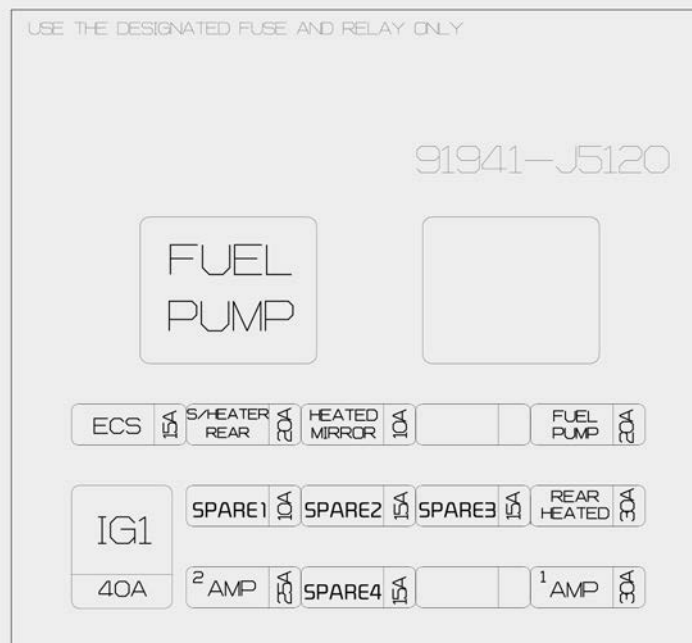 USE THE DESIGNATED FUSE AND RELAY ONLY
91941-J5120
FUEL
PUMP
ECS 15A
S/HEATER
REAR 20A
HEATED
MIRROR 10A
FUEL
PUMP 20A
IG1
40A
SPARE1 10A
SPARE2 15A
SPARE3 15A
REAR
HEATED 30A
2 AMP 25A
SPARE4 15A
1 AMP 30A